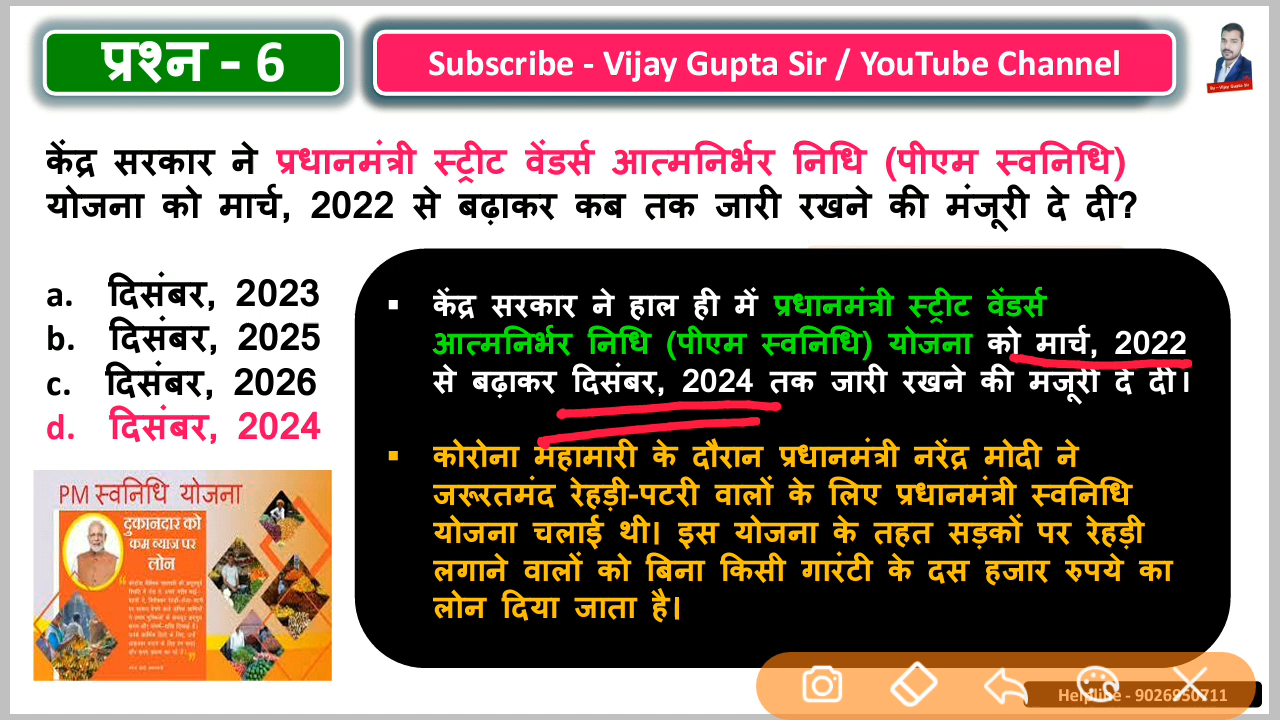 प्रश्न - 6
Subscribe - Vijay Gupta Sir / YouTube Channel
केंद्र सरकार ने प्रधानमंत्री स्ट्रीट वेंडर्स आत्मनिर्भर निधि (पीएम स्वनिधि)
योजना को मार्च, 2022 से बढ़ाकर कब तक जारी रखने की मंजूरी दे दी?
a. दिसंबर, 2023
b. दिसंबर, 2025
c. दिसंबर, 2026
d. दिसंबर, 2024
▪ केंद्र सरकार ने हाल ही में प्रधानमंत्री स्ट्रीट वेंडर्स
आत्मनिर्भर निधि (पीएम स्वनिधि) योजना को मार्च, 2022
से बढ़ाकर दिसंबर, 2024 तक जारी रखने की मंजूरी दे दी।
▪ कोरोना महामारी के दौरान प्रधानमंत्री नरेंद्र मोदी ने
जरूरतमंद रेहड़ी-पटरी वालों के लिए प्रधानमंत्री स्वनिधि
योजना चलाई थी। इस योजना के तहत सड़कों पर रेहड़ी
लगाने वालों को बिना किसी गारंटी के दस हजार रुपये का
लोन दिया जाता है।
PM स्वनिधि योजना
दुकानदार को
कम ब्याज पर
लोन
Helpline - 9026950711